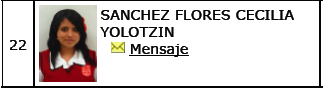 22
SANCHEZ FLORES CECILIA
YOLOTZIN
Mensaje